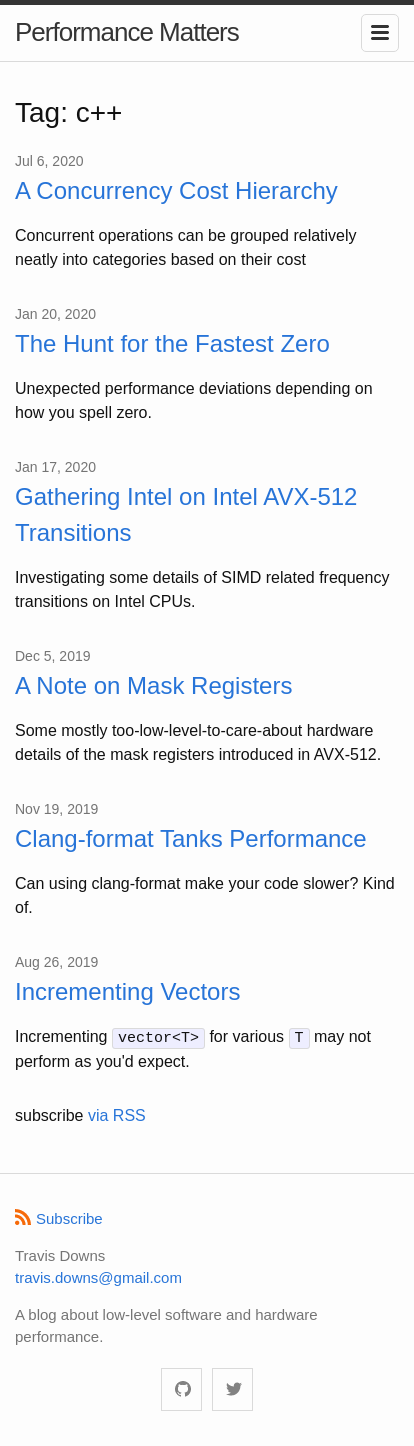 Performance Matters
Tag: c++
Jul 6, 2020
A Concurrency Cost Hierarchy
Concurrent operations can be grouped relatively
neatly into categories based on their cost
Jan 20, 2020
The Hunt for the Fastest Zero
Unexpected performance deviations depending on
how you spell zero.
Jan 17, 2020
Gathering Intel on Intel AVX-512
Transitions
Investigating some details of SIMD related frequency
transitions on Intel CPUs.
Dec 5, 2019
A Note on Mask Registers
Some mostly too-low-level-to-care-about hardware
details of the mask registers introduced in AVX-512.
Nov 19, 2019
Clang-format Tanks Performance
Can using clang-format make your code slower? Kind
of.
Aug 26, 2019
Incrementing Vectors
Incrementing vector<T> for various T may not
perform as you'd expect.
subscribe via RSS
Subscribe
Travis Downs
travis.downs@gmail.com
A blog about low-level software and hardware
performance.